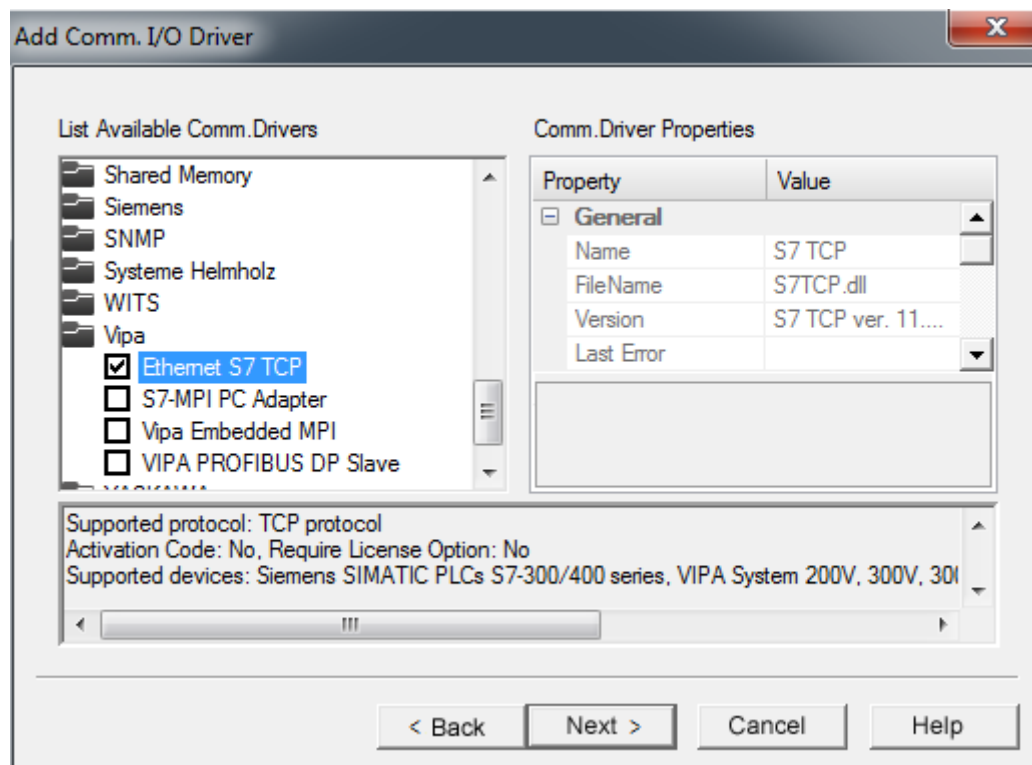 Add Comm. I/O Driver
List Available Comm.Drivers
Shared Memory
Siemens
SNMP
Systeme Helmholz
WITS
Vipa
Ethernet S7 TCP
S7-MPI PC Adapter
Vipa Embedded MPI
VIPA PROFIBUS DP Slave
Comm.Driver Properties
Property Value
General
Name S7 TCP
FileName S7TCP.dll
Version S7 TCP ver. 11....
Last Error
Supported protocol: TCP protocol
Activation Code: No, Require License Option: No
Supported devices: Siemens SIMATIC PLCs S7-300/400 series, VIPA System 200V, 300V,
< Back
Next >
Cancel
Help